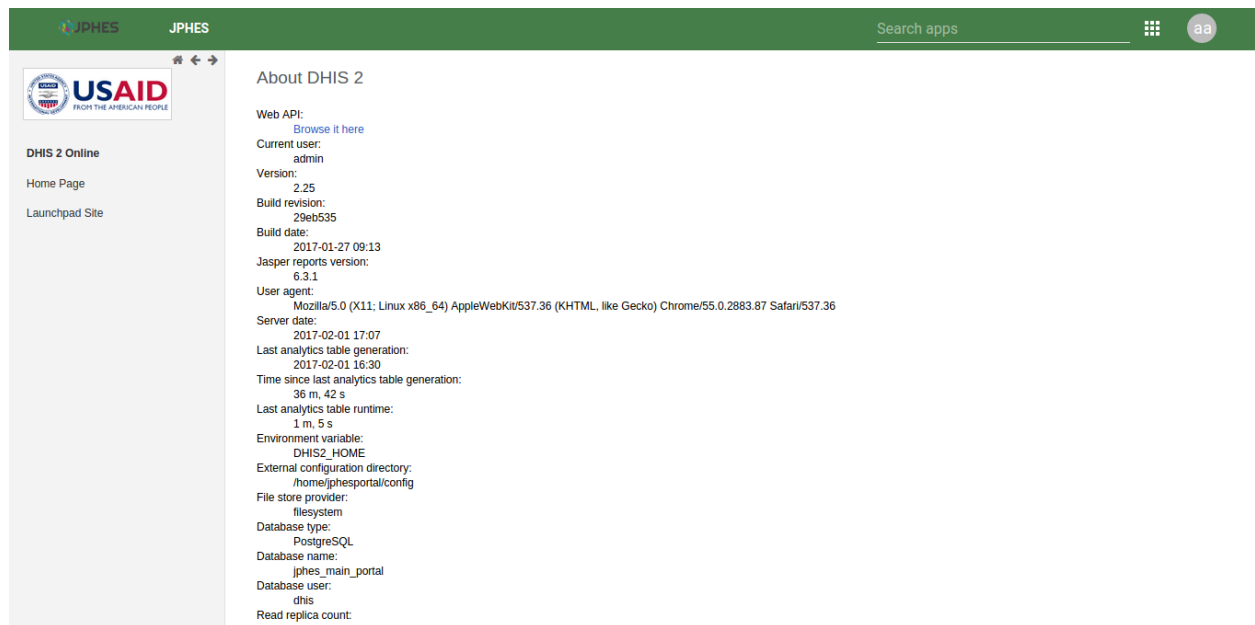 JPHES
JPHES
Search apps
aa
USAID
FROM THE AMERICAN PEOPLE
DHIS 2 Online
Home Page
Launchpad Site
About DHIS 2
Web API:
Browse it here
Current user:
admin
Version:
2.25
Build revision:
29eb535
Build date:
2017-01-27 09:13
Jasper reports version:
6.3.1
User agent:
Mozilla/5.0 (X11; Linux x86_64) AppleWebKit/537.36 (KHTML, like Gecko) Chrome/55.0.2883.87 Safari/537.36
Server date:
2017-02-01 17:07
Last analytics table generation:
2017-02-01 16:30
Time since last analytics table generation:
36 m, 42 s
Last analytics table runtime:
1 m, 5 s
Environment variable:
DHIS2_HOME
External configuration directory:
/home/jphesportal/config
File store provider:
filesystem
Database type:
PostgreSQL
Database name:
jphes_main_portal
Database user:
dhis
Read replica count: